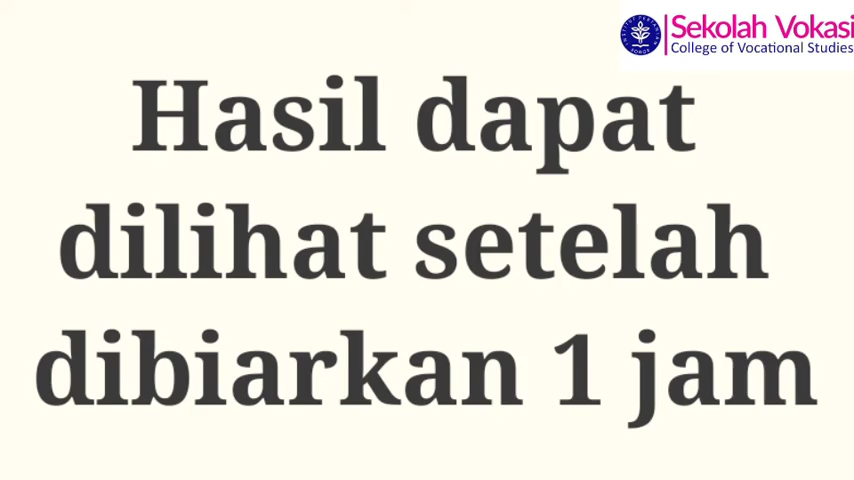 Sekolah Vokasi
College of Vocational Studies
Hasil dapat
dilihat setelah
dibiarkan 1 jam